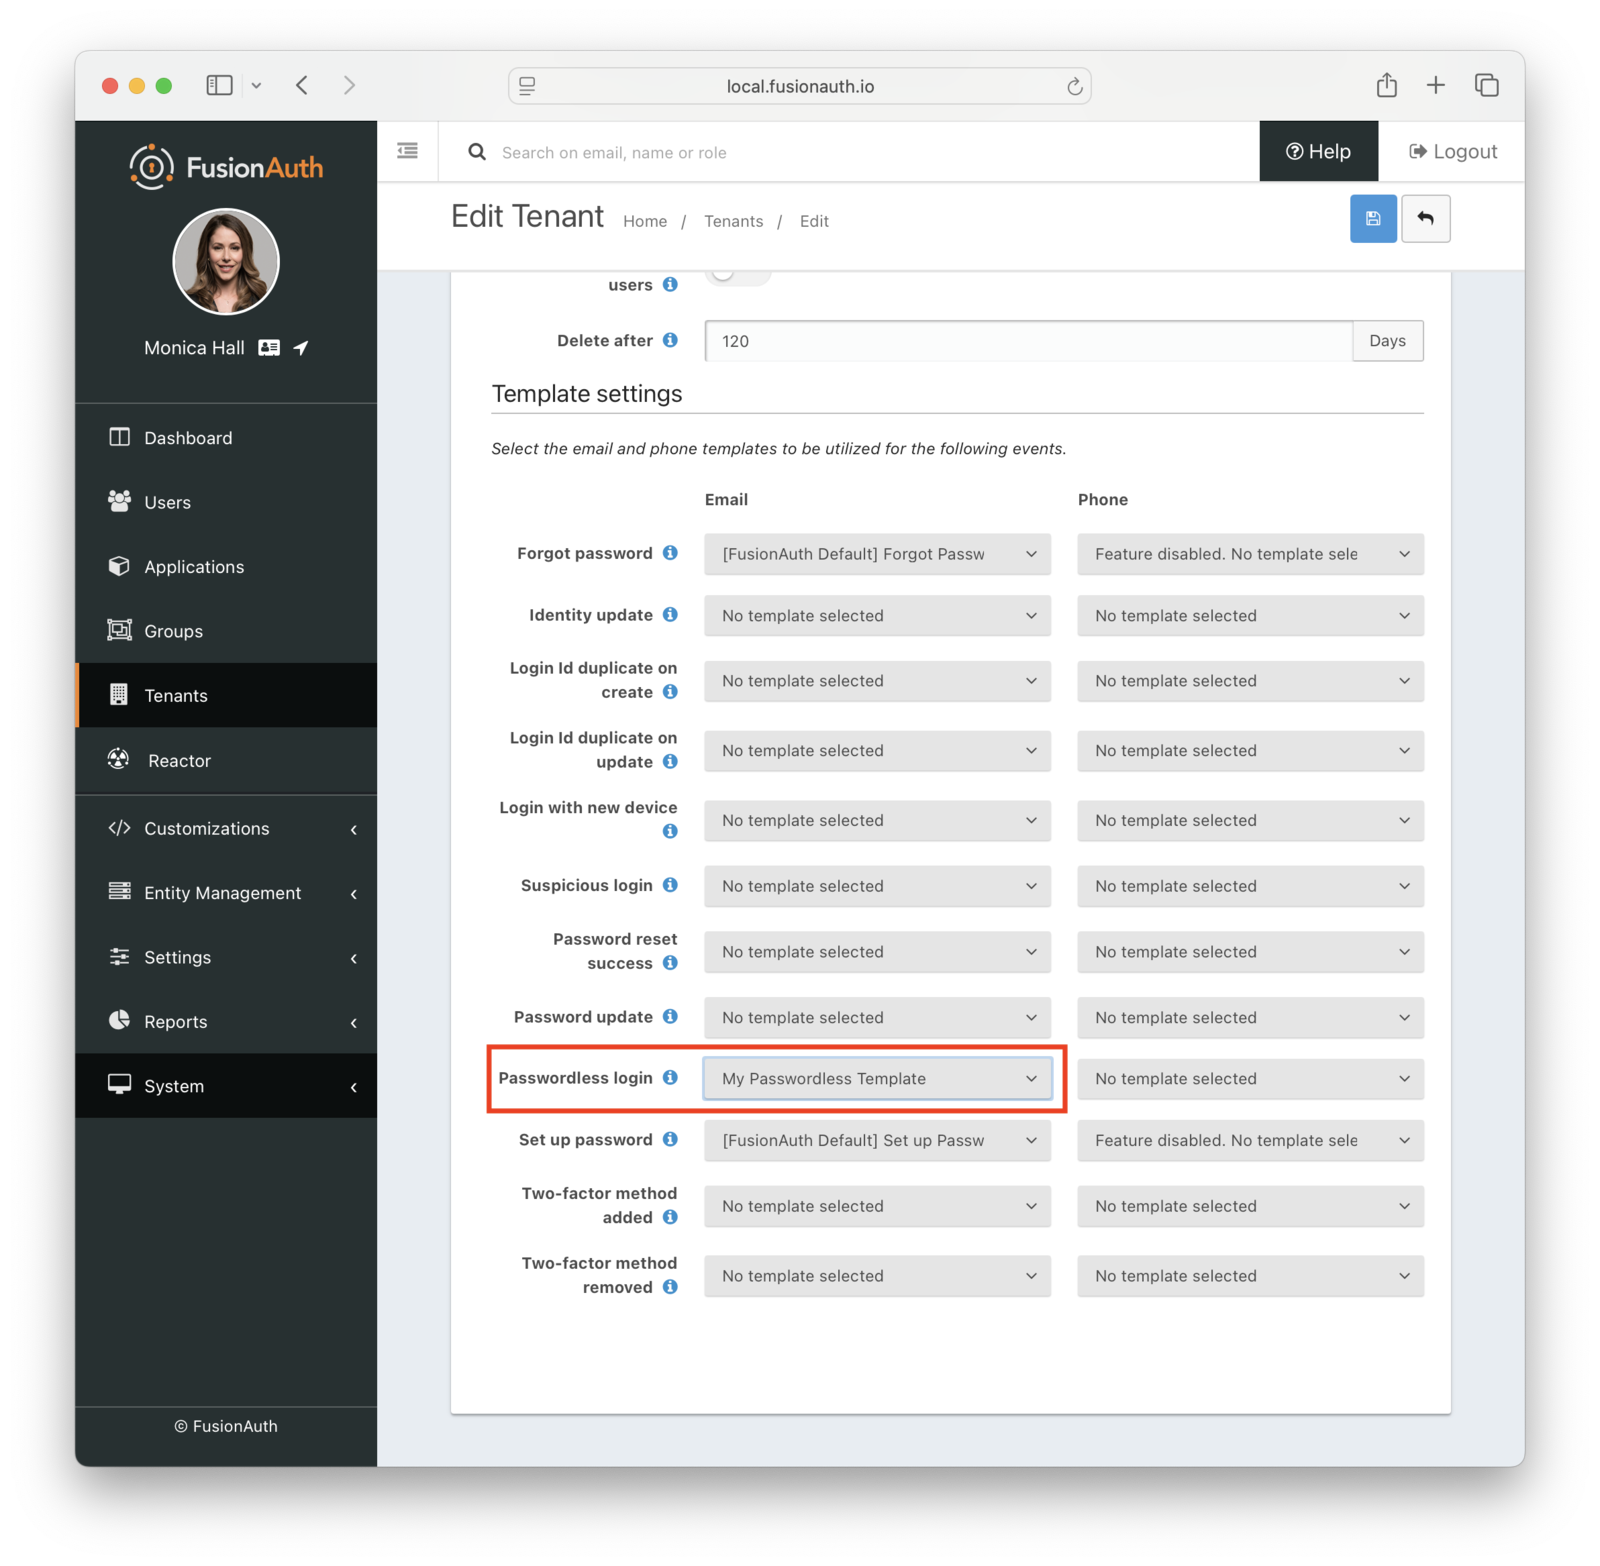 local.fusionauth.io
FusionAuth
Search on email, name or role
Help
Logout
Edit Tenant
Home / Tenants / Edit
Monica Hall
Dashboard
Users
Applications
Groups
Tenants
Reactor
Customizations
Entity Management
Settings
Reports
System
© FusionAuth
users
Delete after 120 Days
Template settings
Select the email and phone templates to be utilized for the following events.
Email Phone
Forgot password [FusionAuth Default] Forgot Passw Feature disabled. No template sele
Identity update No template selected No template selected
Login Id duplicate on
create No template selected No template selected
Login Id duplicate on
update No template selected No template selected
Login with new device
No template selected No template selected
Suspicious login No template selected No template selected
Password reset
success No template selected No template selected
Password update No template selected No template selected
Passwordless login My Passwordless Template No template selected
Set up password [FusionAuth Default] Set up Passw Feature disabled. No template sele
Two-factor method
added No template selected No template selected
Two-factor method
removed No template selected No template selected